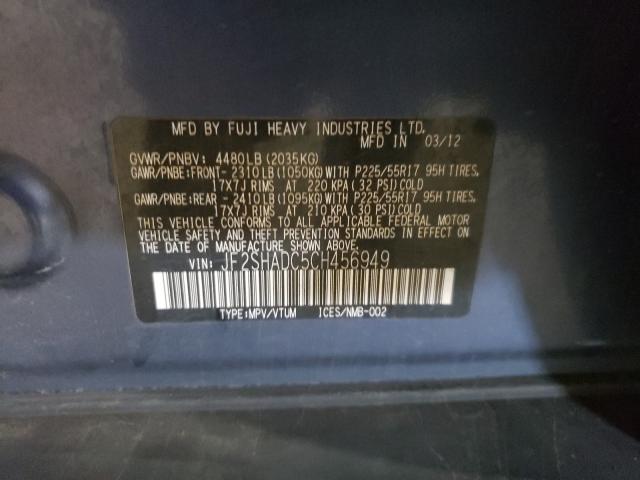 MFD BY FUJI HEAVY INDUSTRIES LTD.
MFD IN 03/12
GVWR/PNBV: 4480LB(2035KG)
GAWR/PNBE:FRONT- 2310LB(1050KG)WITH P225/55R17 95H TIRES,
17X7J RIMS AT 220 KPA(32 PSI)COLD
GAWR/PNBE:REAR - 2410LB(1095KG)WITH P225/55R17 95H TIRES,
17X7J RIMS AT 210 KPA(30 PSI)COLD
THIS VEHICLE CONFORMS TO ALL APPLICABLE FEDERAL MOTOR
VEHICLE SAFETY AND THEFT PREVENTION STANDARDS IN EFFECT
ON THE DATE OF MANUFACTURE SHOWN ABOVE.
VIN: JF2SHADC5CH456949
TYPE:MPV/VTUM ICES/NMB-002